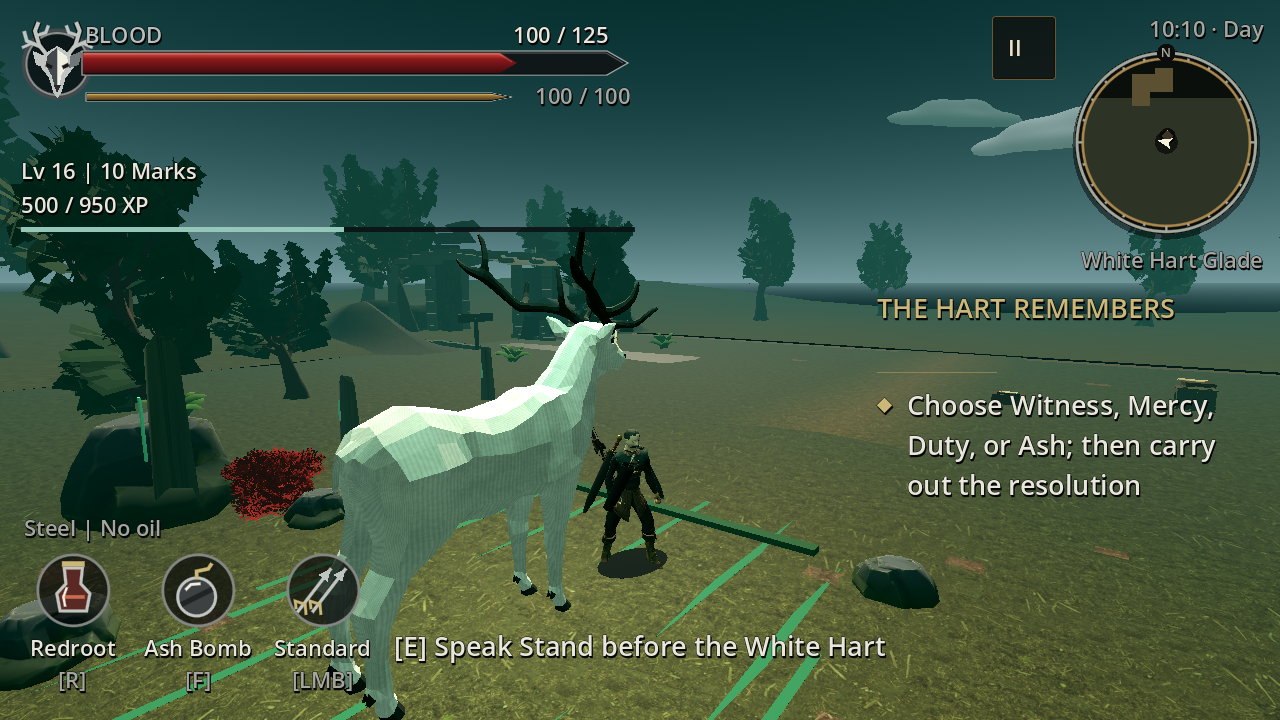 BLOOD
100 / 125
100 / 100
10:10 · Day
N
Lv 16 | 10 Marks
500 / 950 XP
White Hart Glade
THE HART REMEMBERS
Choose Witness, Mercy,
Duty, or Ash; then carry
out the resolution
Steel | No oil
Redroot
[R]
Ash Bomb
[F]
Standard
[LMB]
[E] Speak Stand before the White Hart